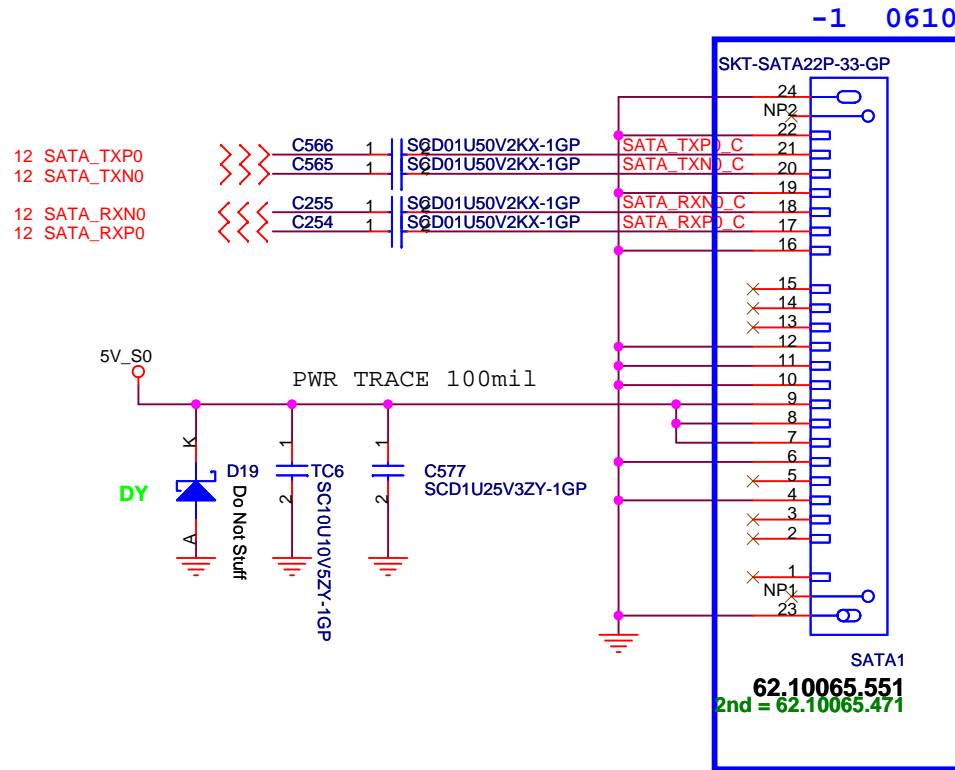 -1 0610
SKT-SATA22P-33-GP
24
NP2
22
12 SATA_TXP0 C566 1 2 SCD01U50V2KX-1GP SATA_TXP0_C 21
12 SATA_TXN0 C565 1 2 SCD01U50V2KX-1GP SATA_TXN0_C 20
19
12 SATA_RXN0 C255 1 2 SCD01U50V2KX-1GP SATA_RXN0_C 18
12 SATA_RXP0 C254 1 2 SCD01U50V2KX-1GP SATA_RXP0_C 17
16
15
14
13
12
11
10
9
8
7
6
5
4
3
2
1
NP1
23
5V_S0
PWR TRACE 100mil
K
A
D19
Do Not Stuff
DY
1
2
TC6
SC10U10V5ZY-1GP
1
2
C577
SCD1U25V3ZY-1GP
SATA1
62.10065.551
2nd = 62.10065.471